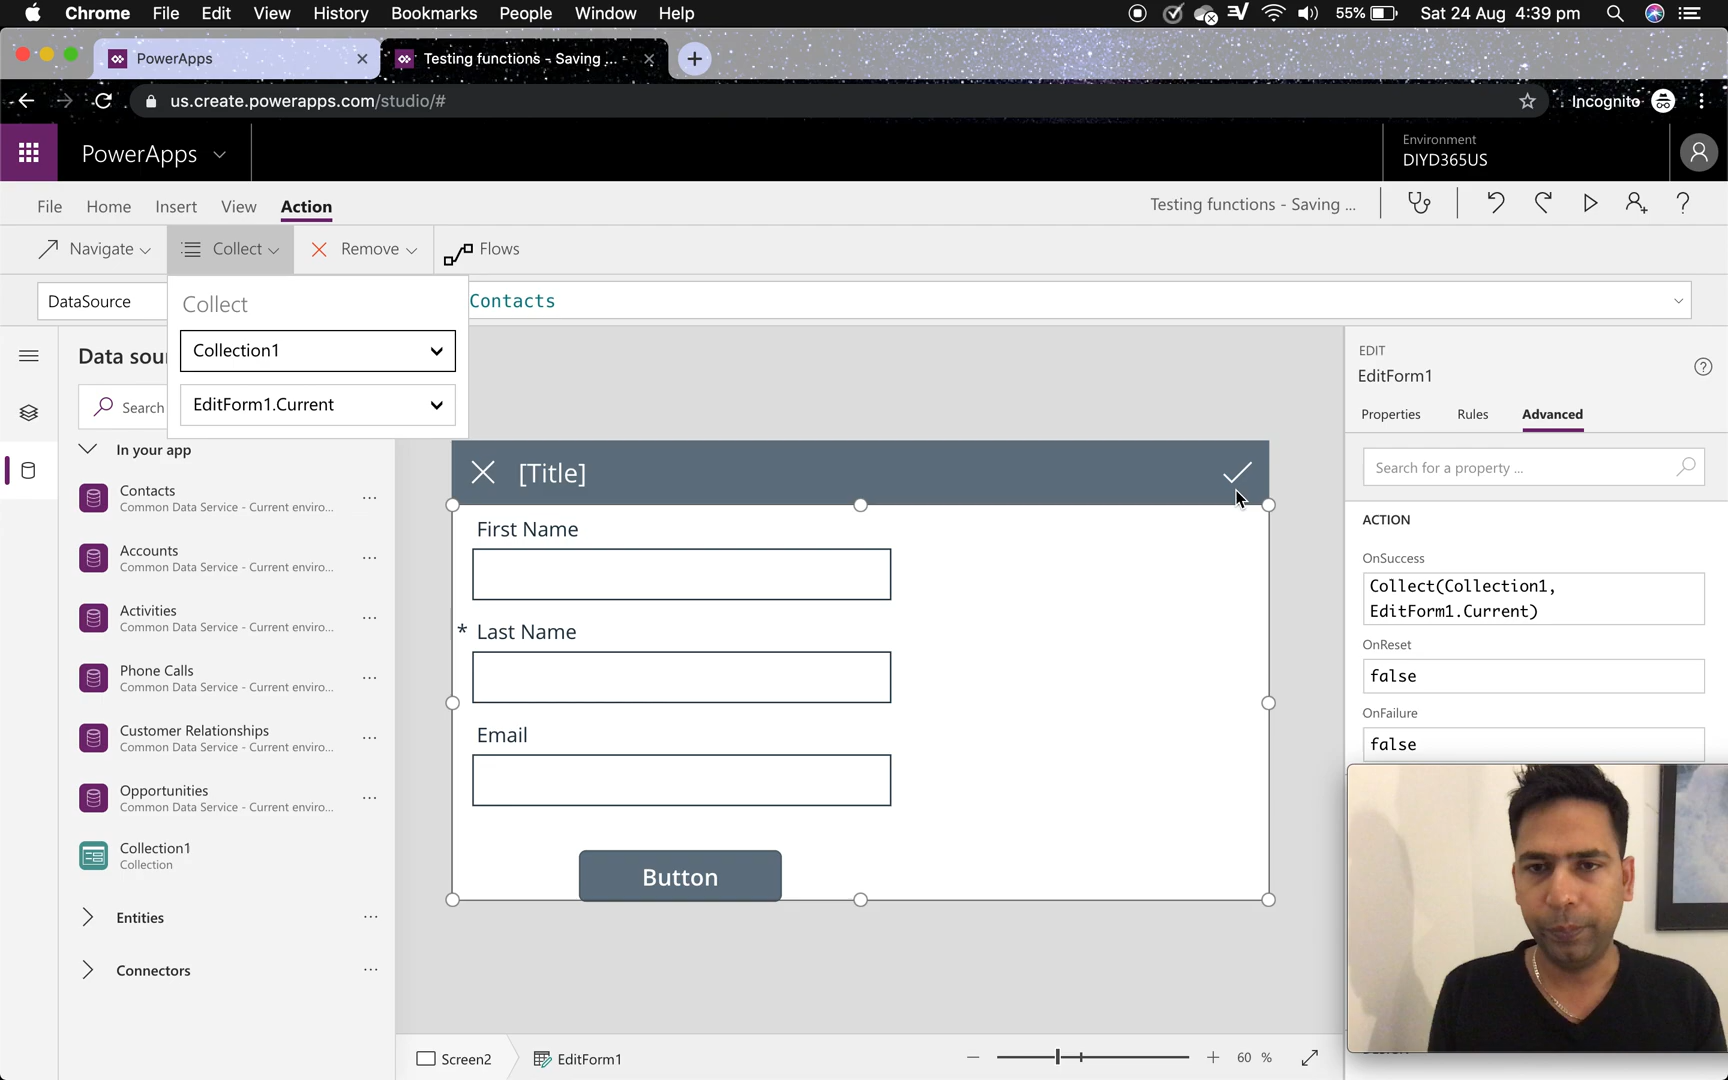 Chrome File Edit View History Bookmarks People Window Help
55% Sat 24 Aug 4:39 pm
PowerApps
Testing functions - Saving ...
us.create.powerapps.com/studio/#
Incognito
PowerApps
Environment
DIYD365US
File Home Insert View Action
Testing functions - Saving ...
Navigate Collect Remove Flows
DataSource
Contacts
Collect
Collection1
EditForm1.Current
Data sou
Search
In your app
Contacts
Common Data Service - Current enviro...
Accounts
Common Data Service - Current enviro...
Activities
Common Data Service - Current enviro...
Phone Calls
Common Data Service - Current enviro...
Customer Relationships
Common Data Service - Current enviro...
Opportunities
Common Data Service - Current enviro...
Collection1
Collection
Entities
Connectors
[Title]
First Name
* Last Name
Email
Button
EDIT
EditForm1
Properties Rules Advanced
Search for a property ...
ACTION
OnSuccess
Collect(Collection1,
EditForm1.Current)
OnReset
false
OnFailure
false
Screen2 EditForm1
60 %